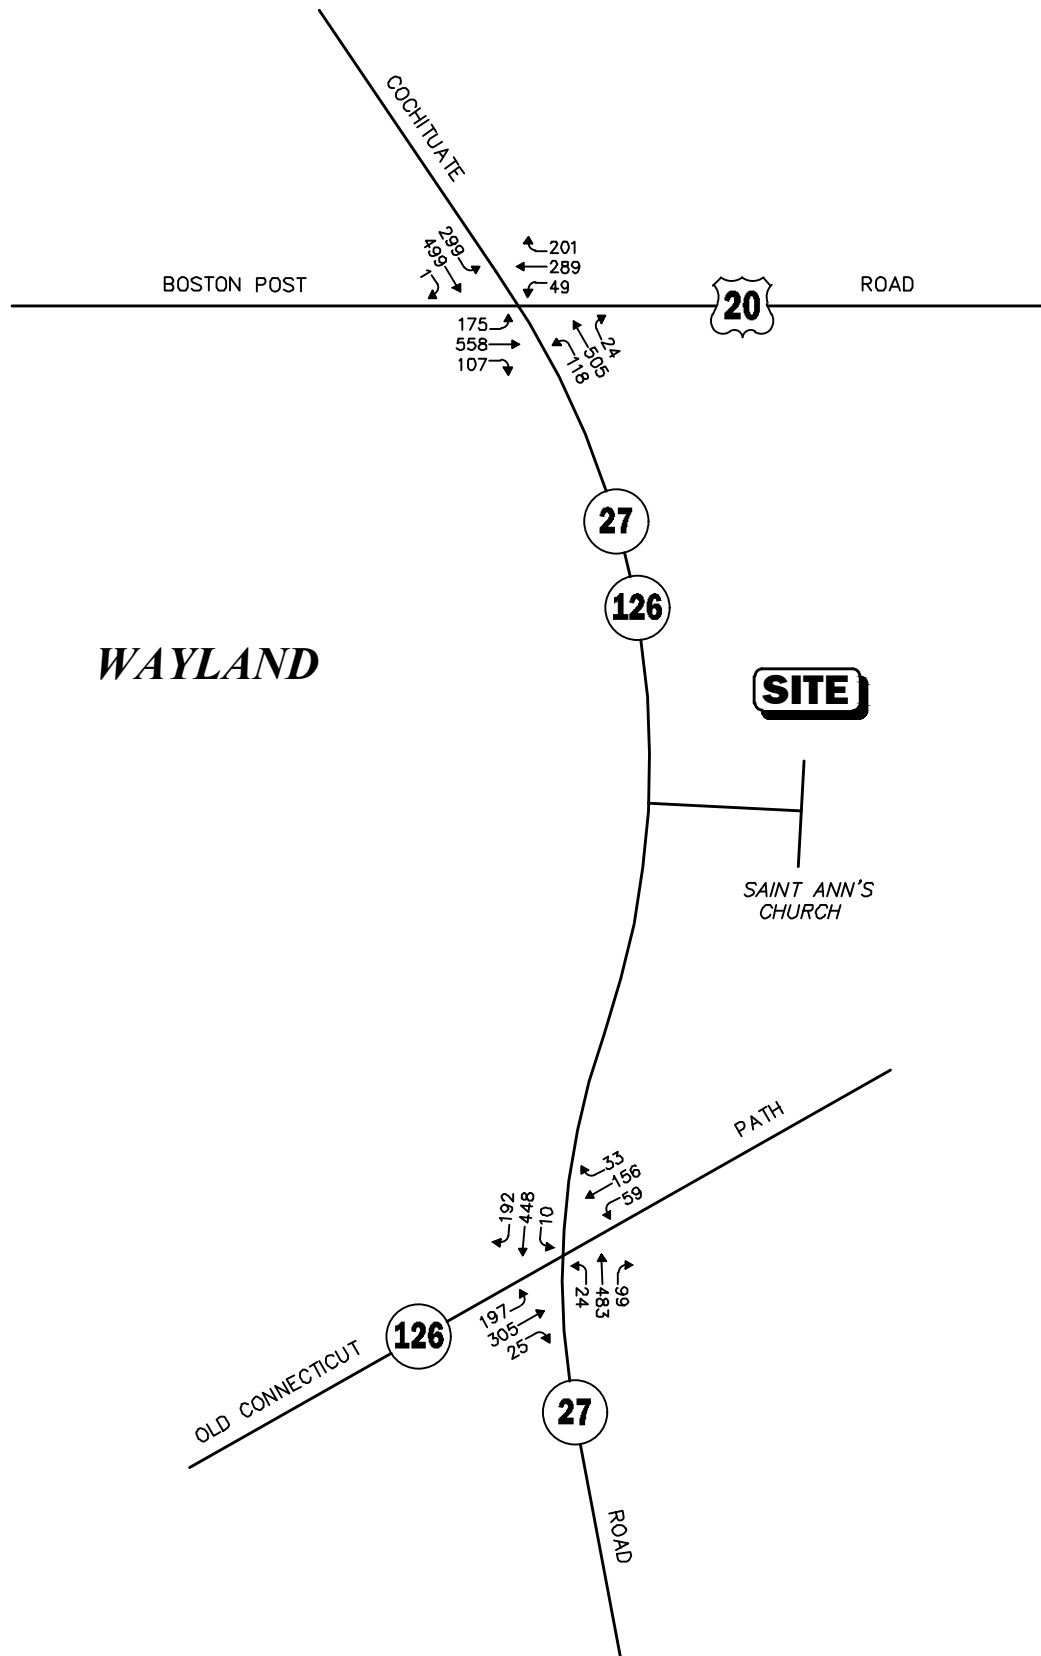 COCHITUATE
299
499
1
201
289
49
BOSTON POST
20
ROAD
175
558
107
24
505
118
27
126
WAYLAND
SITE
SAINT ANN'S
CHURCH
PATH
33
156
59
192
448
10
24
483
99
197
305
25
126
OLD CONNECTICUT
27
ROAD